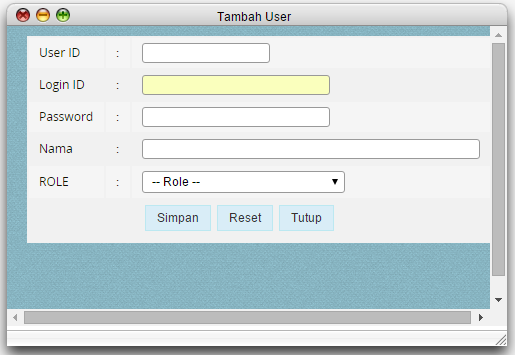 Tambah User
User ID :
Login ID :
Password :
Nama :
ROLE : -- Role --
Simpan Reset Tutup